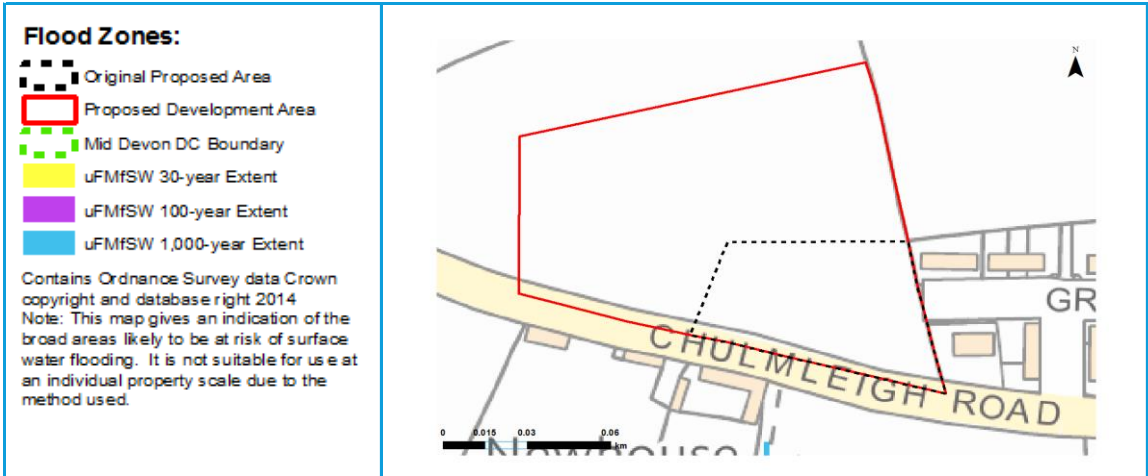 Flood Zones:
Original Proposed Area
Proposed Development Area
Mid Devon DC Boundary
uFMfSW 30-year Extent
uFMfSW 100-year Extent
uFMfSW 1,000-year Extent
Contains Ordnance Survey data Crown
copyright and database right 2014
Note: This map gives an indication of the
broad areas likely to be at risk of surface
water flooding. It is not suitable for use at
an individual property scale due to the
method used.
N
GR
CHULMLEIGH ROAD
0 0.015 0.03 0.06
km
Newhouse